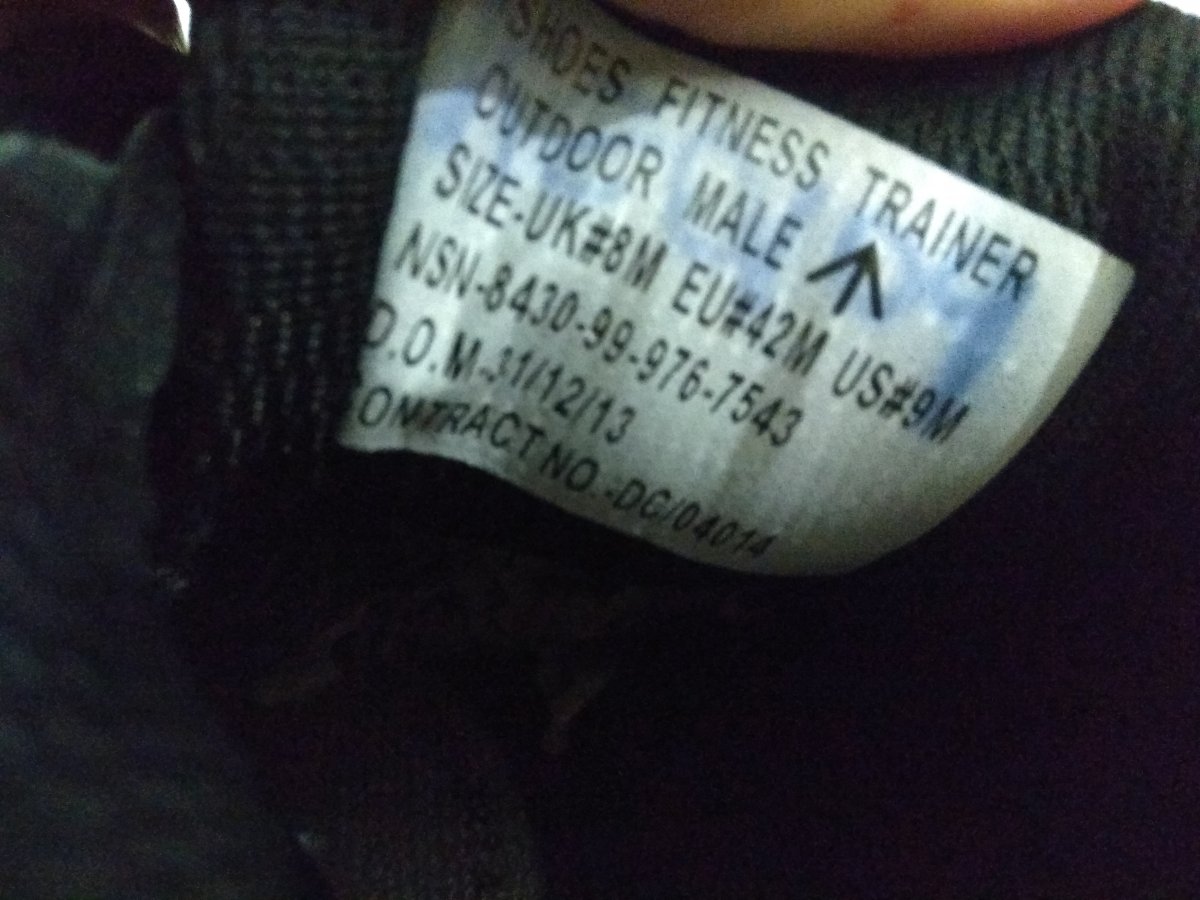 SHOES FITNESS TRAINER
OUTDOOR MALE
SIZE-UK#8M EU#42M US#9M
NSN-8430-99-976-7543
D.O.M-31/12/13
ONTRACT NO.-DC/04014